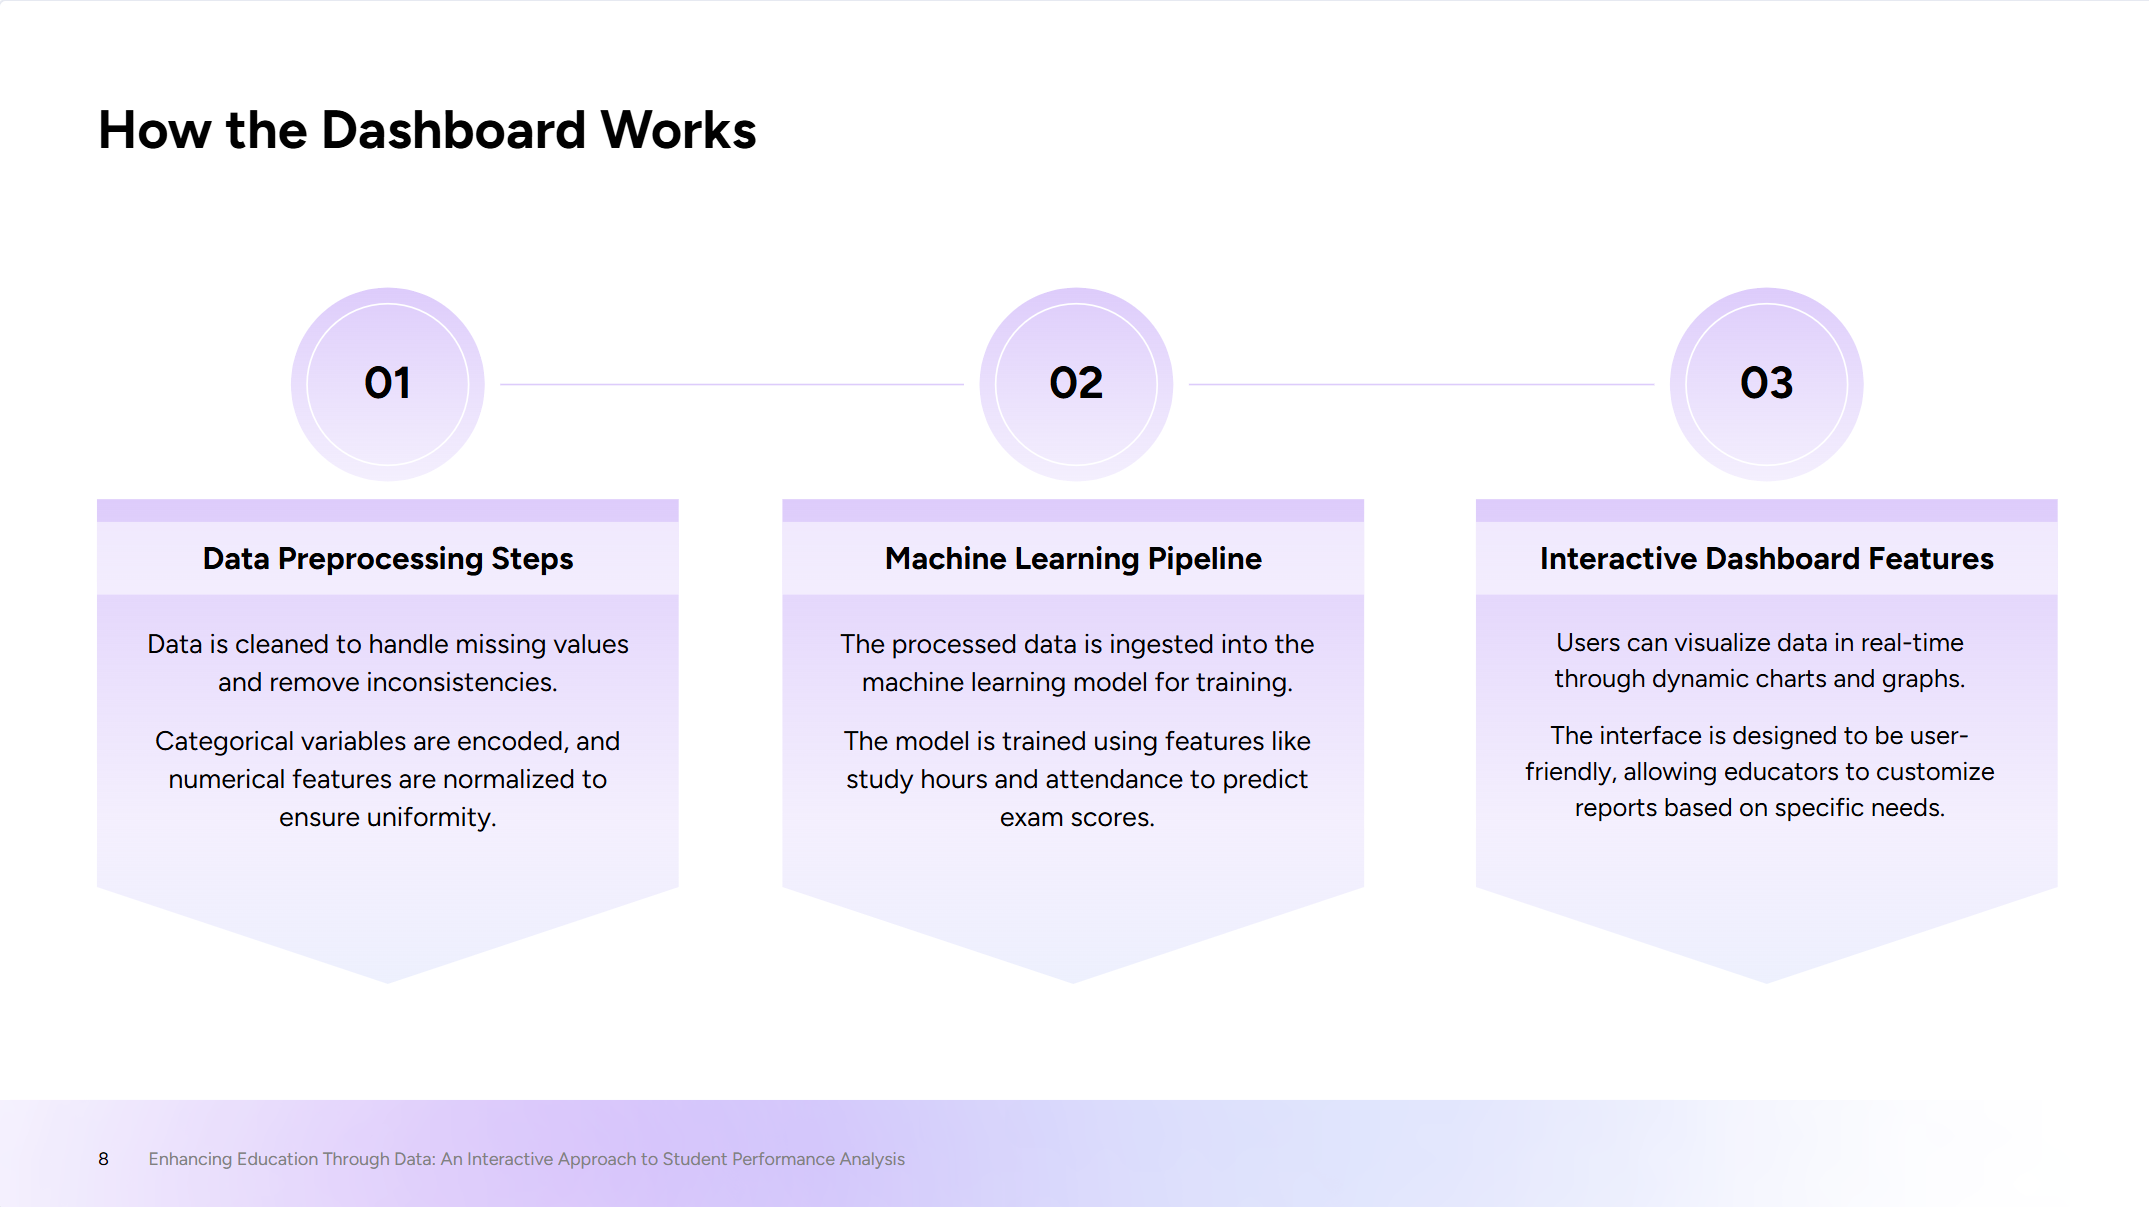 How the Dashboard Works
01
02
03
Data Preprocessing Steps
Data is cleaned to handle missing values
and remove inconsistencies.
Categorical variables are encoded, and
numerical features are normalized to
ensure uniformity.
Machine Learning Pipeline
The processed data is ingested into the
machine learning model for training.
The model is trained using features like
study hours and attendance to predict
exam scores.
Interactive Dashboard Features
Users can visualize data in real-time
through dynamic charts and graphs.
The interface is designed to be user-
friendly, allowing educators to customize
reports based on specific needs.
8
Enhancing Education Through Data: An Interactive Approach to Student Performance Analysis